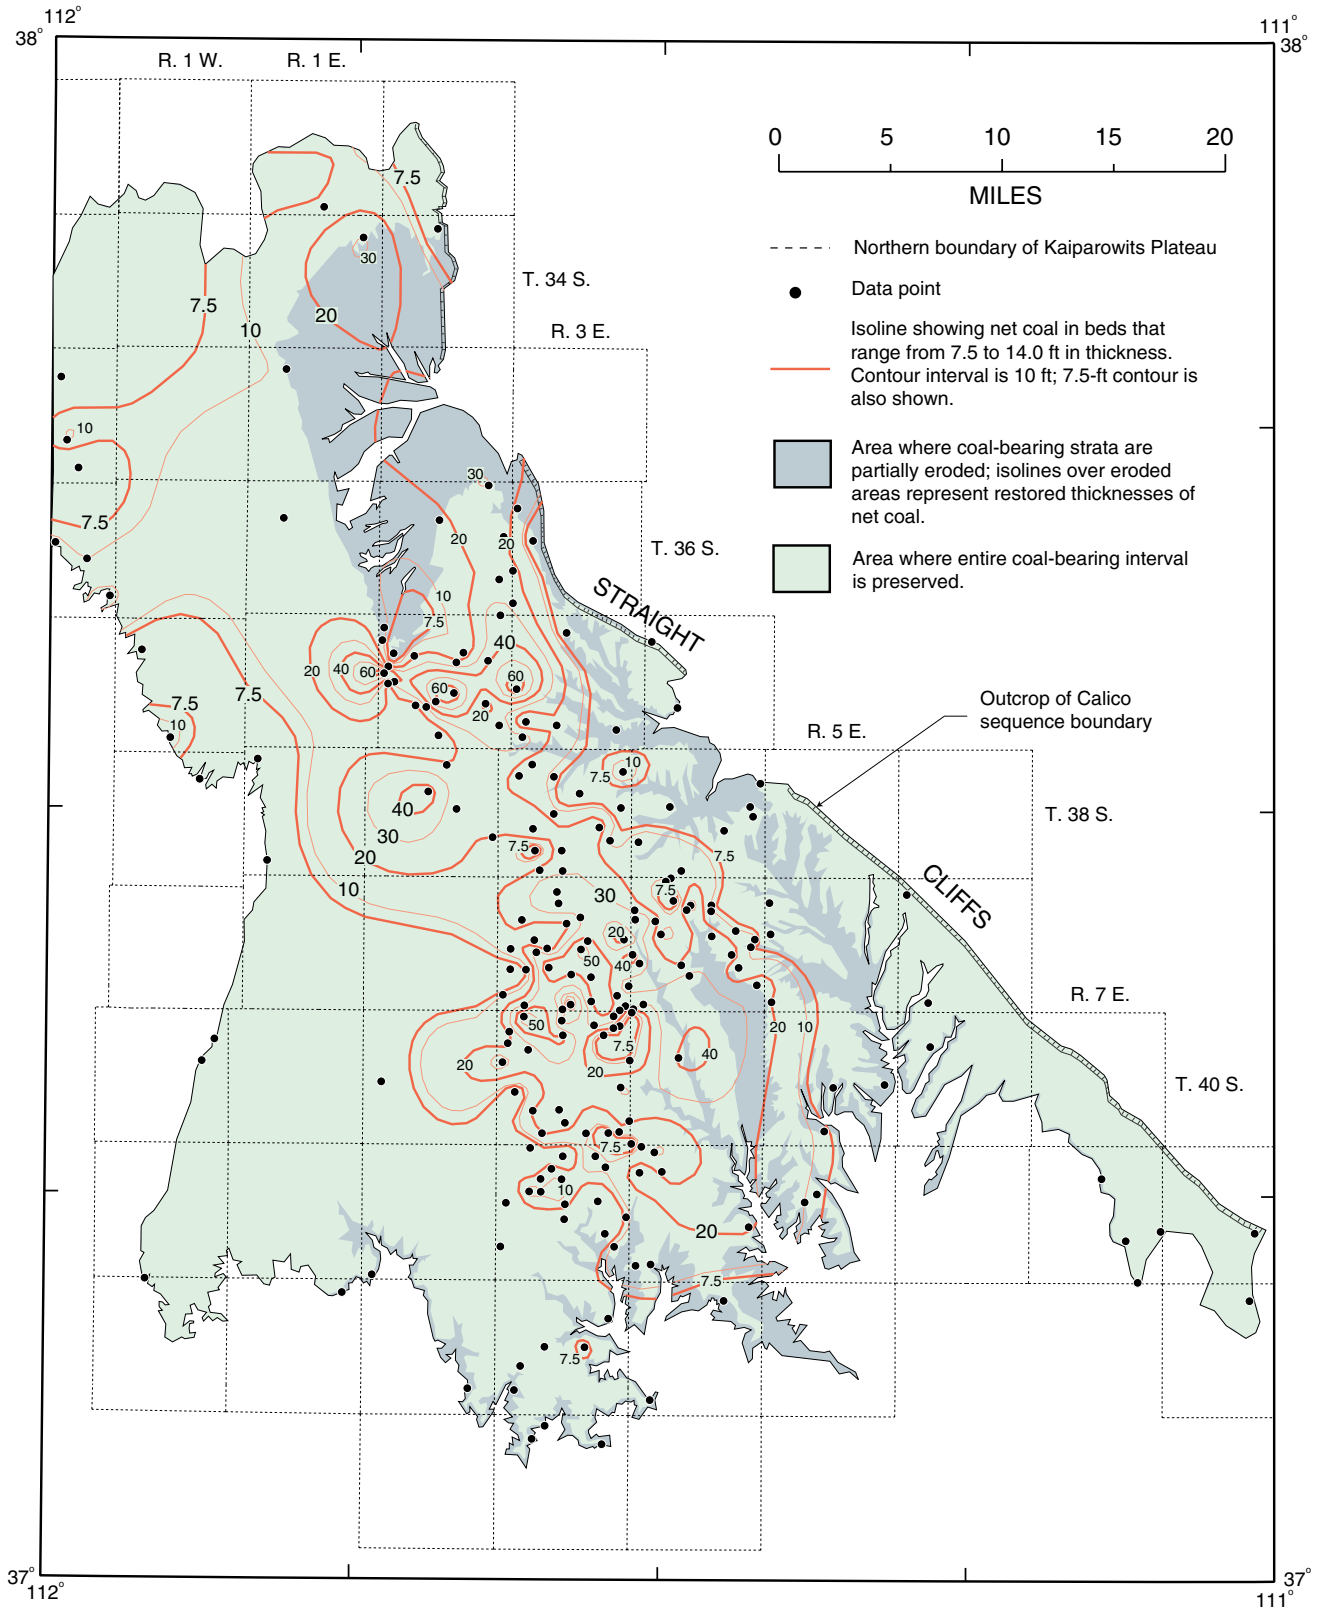 112°
111°
38°
38°
R. 1 W.
R. 1 E.
0 5 10 15 20
MILES
7.5
Northern boundary of Kaiparowits Plateau
30
T. 34 S.
Data point
7.5
20
10
R. 3 E.
Isoline showing net coal in beds that
range from 7.5 to 14.0 ft in thickness.
Contour interval is 10 ft; 7.5-ft contour is
also shown.
10
Area where coal-bearing strata are
partially eroded; isolines over eroded
areas represent restored thicknesses of
net coal.
30
7.5
20
20
T. 36 S.
Area where entire coal-bearing interval
is preserved.
10
7.5
STRAIGHT
40
20
40
60
60
60
7.5
7.5
10
20
Outcrop of Calico
sequence boundary
R. 5 E.
10
7.5
40
T. 38 S.
30
20
7.5
7.5
10
30
7.5
CLIFFS
20
50
40
R. 7 E.
50
20
10
7.5
40
20
20
T. 40 S.
7.5
10
20
7.5
7.5
37°
37°
112°
111°